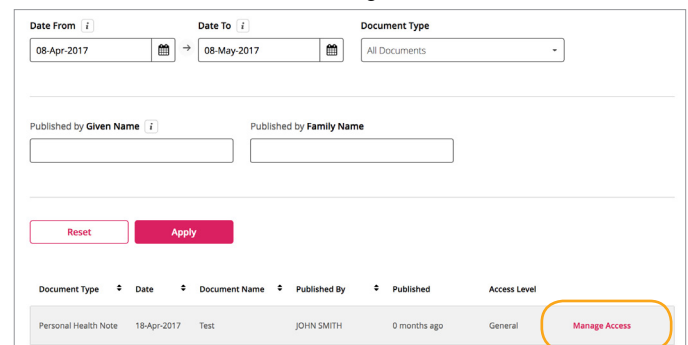 Date From i Date To i Document Type
08-Apr-2017 → 08-May-2017 All Documents
Published by Given Name i Published by Family Name
Reset Apply
Document Type Date Document Name Published By Published Access Level
Personal Health Note 18-Apr-2017 Test JOHN SMITH 0 months ago General Manage Access